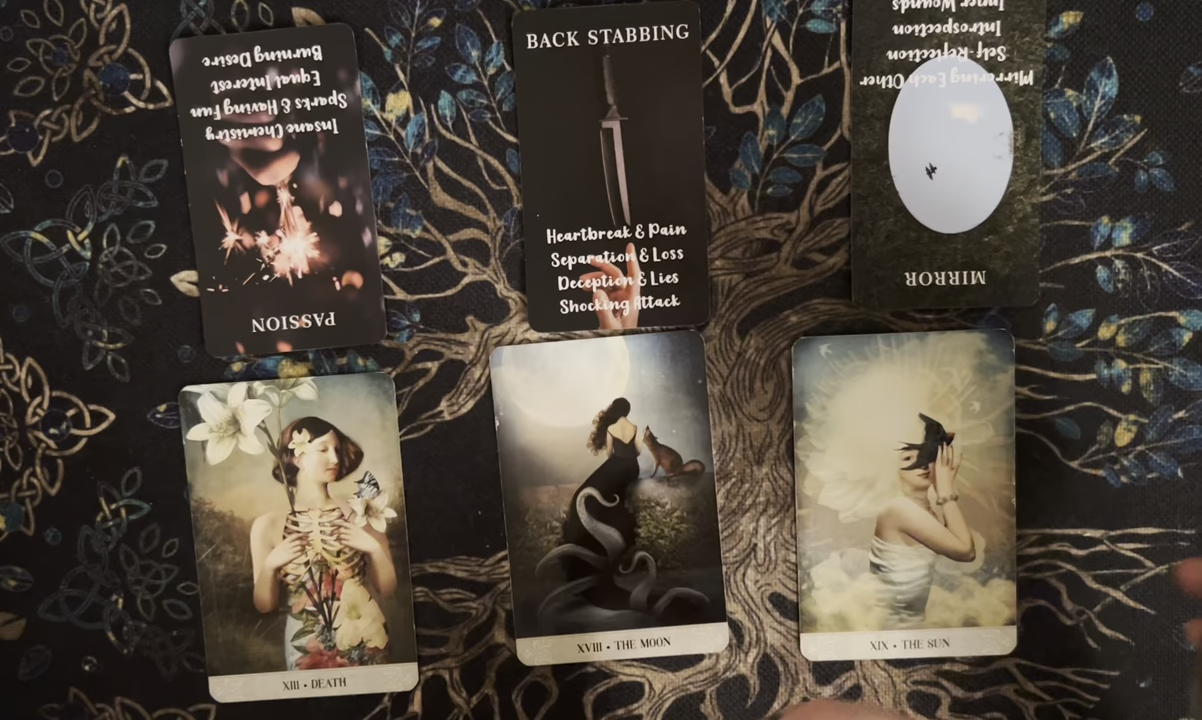 Insane Chemistry
Sparks & Having Fun
Equal Interest
Burning Desire
PASSION
BACK STABBING
Heartbreak & Pain
Separation & Loss
Deception & Lies
Shocking Attack
MIRROR
Mirroring Each Other
Self-Reflection
Introspection
Inner Wounds
XIII • DEATH
XVIII • THE MOON
XIX • THE SUN